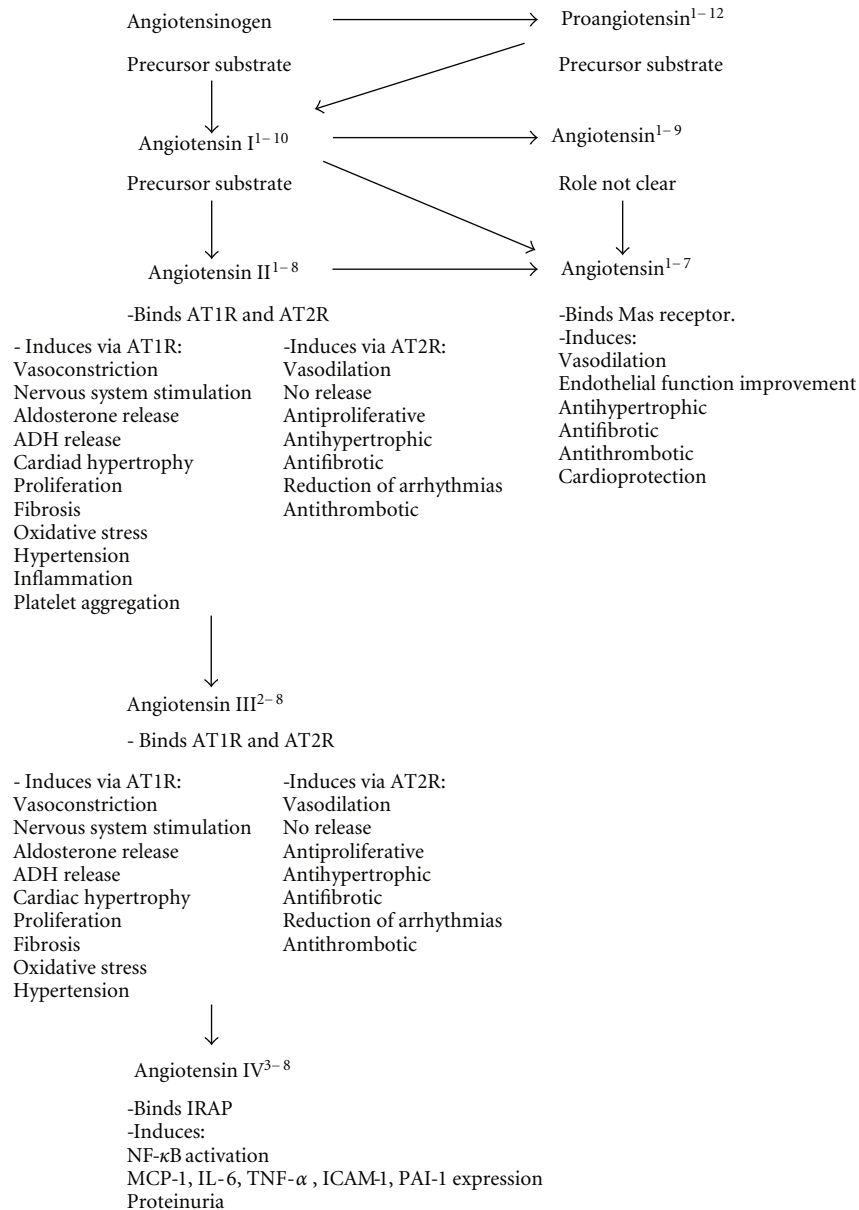 Angiotensinogen
Proangiotensin1–12
Precursor substrate
Precursor substrate
Angiotensin I1–10
Angiotensin1–9
Precursor substrate
Role not clear
Angiotensin II1–8
Angiotensin1–7
-Binds AT1R and AT2R
- Induces via AT1R:
Vasoconstriction
Nervous system stimulation
Aldosterone release
ADH release
Cardiad hypertrophy
Proliferation
Fibrosis
Oxidative stress
Hypertension
Inflammation
Platelet aggregation
-Induces via AT2R:
Vasodilation
No release
Antiproliferative
Antihypertrophic
Antifibrotic
Reduction of arrhythmias
Antithrombotic
-Binds Mas receptor.
-Induces:
Vasodilation
Endothelial function improvement
Antihypertrophic
Antifibrotic
Antithrombotic
Cardioprotection
Angiotensin III2–8
- Binds AT1R and AT2R
- Induces via AT1R:
Vasoconstriction
Nervous system stimulation
Aldosterone release
ADH release
Cardiac hypertrophy
Proliferation
Fibrosis
Oxidative stress
Hypertension
-Induces via AT2R:
Vasodilation
No release
Antiproliferative
Antihypertrophic
Antifibrotic
Reduction of arrhythmias
Antithrombotic
Angiotensin IV3–8
-Binds IRAP
-Induces:
NF-κB activation
MCP-1, IL-6, TNF-α , ICAM-1, PAI-1 expression
Proteinuria